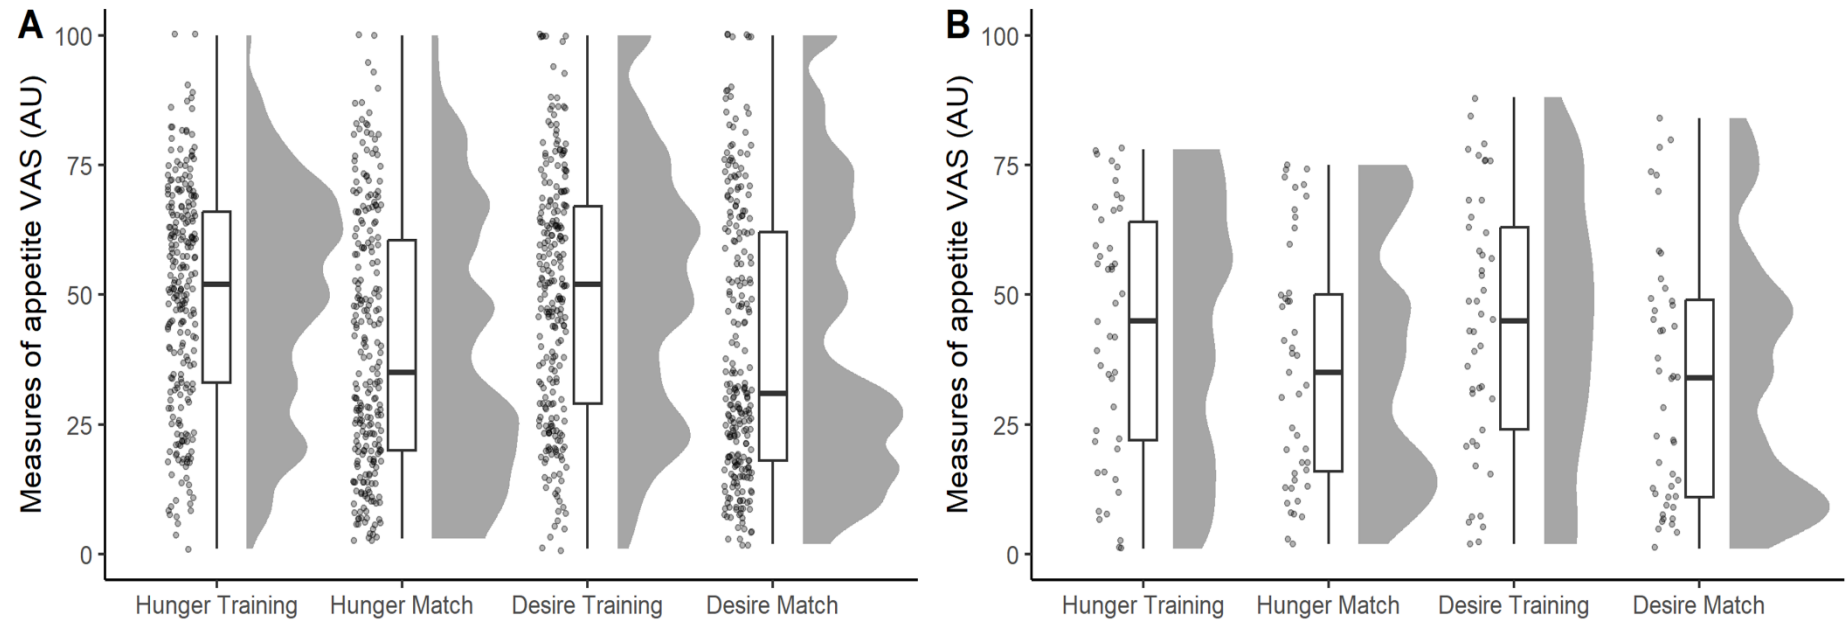 A
Measures of appetite VAS (AU)
100
75
50
25
0
Hunger Training Hunger Match Desire Training Desire Match
B
Measures of appetite VAS (AU)
100
75
50
25
0
Hunger Training Hunger Match Desire Training Desire Match